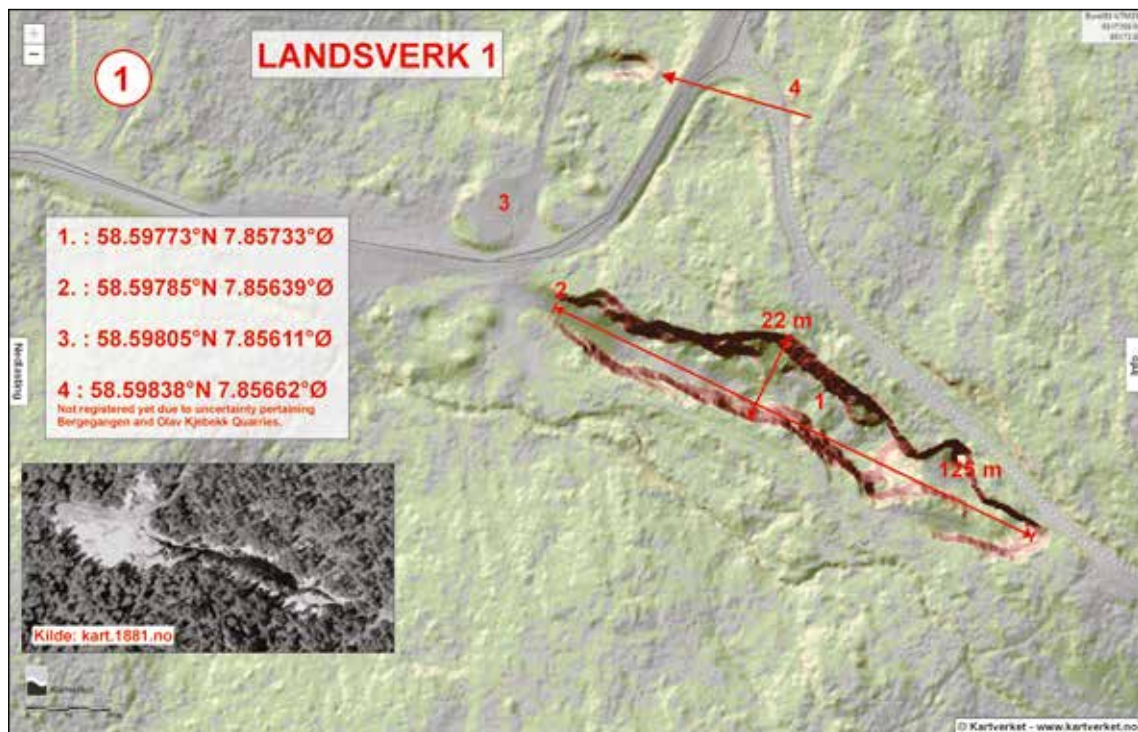 LANDSVERK 1
1
4
3
1. : 58.59773°N 7.85733°Ø
2. : 58.59785°N 7.85639°Ø
3. : 58.59805°N 7.85611°Ø
4 : 58.59838°N 7.85662°Ø
Not registered yet due to uncertainty pertaining
Bergegangen and Olav Kjebekk Quarries.
2
22 m
1
125 m
Kilde: kart.1881.no
Kartverket
© Kartverket - www.kartverket.no